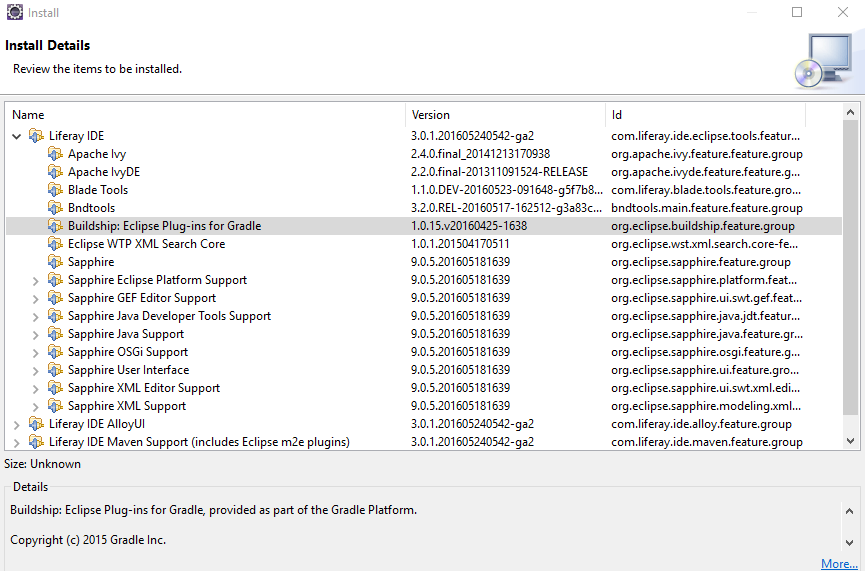 Install
Install Details
Review the items to be installed.
Name Version Id
Liferay IDE 3.0.1.201605240542-ga2 com.liferay.ide.eclipse.tools.featur...
Apache Ivy 2.4.0.final_20141213170938 org.apache.ivy.feature.feature.group
Apache IvyDE 2.2.0.final-201311091524-RELEASE org.apache.ivyde.feature.feature.g...
Blade Tools 1.1.0.DEV-20160523-091648-g5f7b8... com.liferay.blade.tools.feature.gro...
Bndtools 3.2.0.REL-20160517-162512-g3a83c... bndtools.main.feature.feature.group
Buildship: Eclipse Plug-ins for Gradle 1.0.15.v20160425-1638 org.eclipse.buildship.feature.group
Eclipse WTP XML Search Core 1.0.1.201504170511 org.eclipse.wst.xml.search.core-fe...
Sapphire 9.0.5.201605181639 org.eclipse.sapphire.feature.group
Sapphire Eclipse Platform Support 9.0.5.201605181639 org.eclipse.sapphire.platform.feat...
Sapphire GEF Editor Support 9.0.5.201605181639 org.eclipse.sapphire.ui.swt.gef.feat...
Sapphire Java Developer Tools Support 9.0.5.201605181639 org.eclipse.sapphire.java.jdt.featur...
Sapphire Java Support 9.0.5.201605181639 org.eclipse.sapphire.java.feature.gr...
Sapphire OSGi Support 9.0.5.201605181639 org.eclipse.sapphire.osgi.feature.g...
Sapphire User Interface 9.0.5.201605181639 org.eclipse.sapphire.ui.feature.gro...
Sapphire XML Editor Support 9.0.5.201605181639 org.eclipse.sapphire.ui.swt.xml.edi...
Sapphire XML Support 9.0.5.201605181639 org.eclipse.sapphire.modeling.xml...
Liferay IDE AlloyUI 3.0.1.201605240542-ga2 com.liferay.ide.alloy.feature.group
Liferay IDE Maven Support (includes Eclipse m2e plugins) 3.0.1.201605240542-ga2 com.liferay.ide.maven.feature.group
Size: Unknown
Details
Buildship: Eclipse Plug-ins for Gradle, provided as part of the Gradle Platform.
Copyright (c) 2015 Gradle Inc.
More...